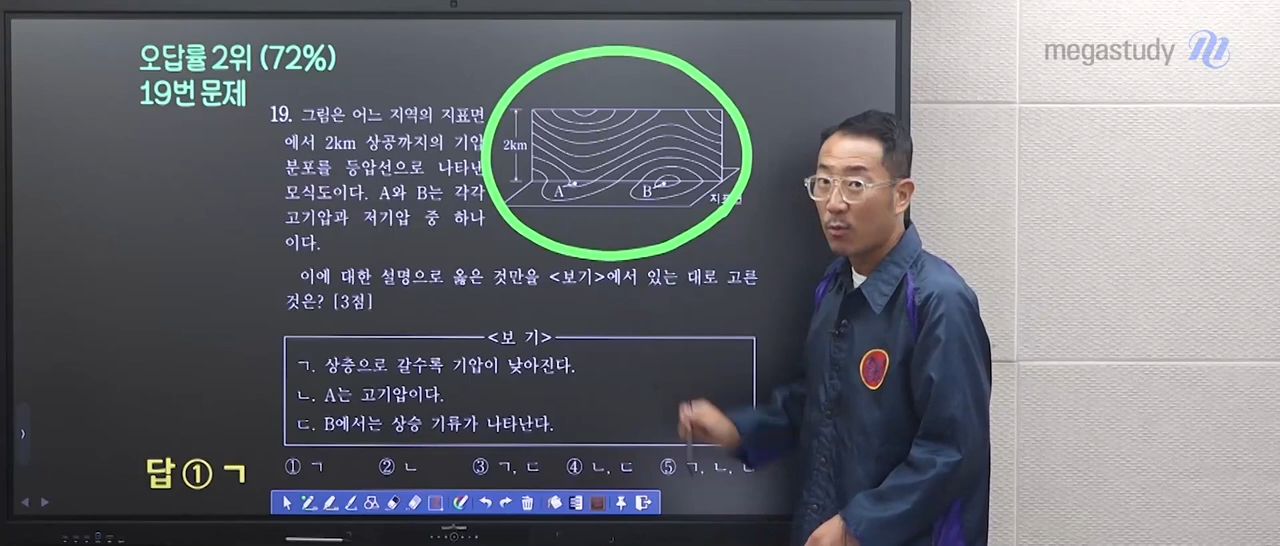 megastudy
오답률 2위 (72%)
19번 문제
19. 그림은 어느 지역의 지표면
에서 2km 상공까지의 기압
분포를 등압선으로 나타낸
모식도이다. A와 B는 각각
고기압과 저기압 중 하나
이다.
2km
A
B
이에 대한 설명으로 옳은 것만을 <보기>에서 있는 대로 고른
것은? [3점]
<보 기>
ㄱ. 상층으로 갈수록 기압이 낮아진다.
ㄴ. A는 고기압이다.
ㄷ. B에서는 상승 기류가 나타난다.
① ㄱ ② ㄴ ③ ㄱ, ㄷ ④ ㄴ, ㄷ ⑤ ㄱ, ㄴ, ㄷ
답 ① ㄱ